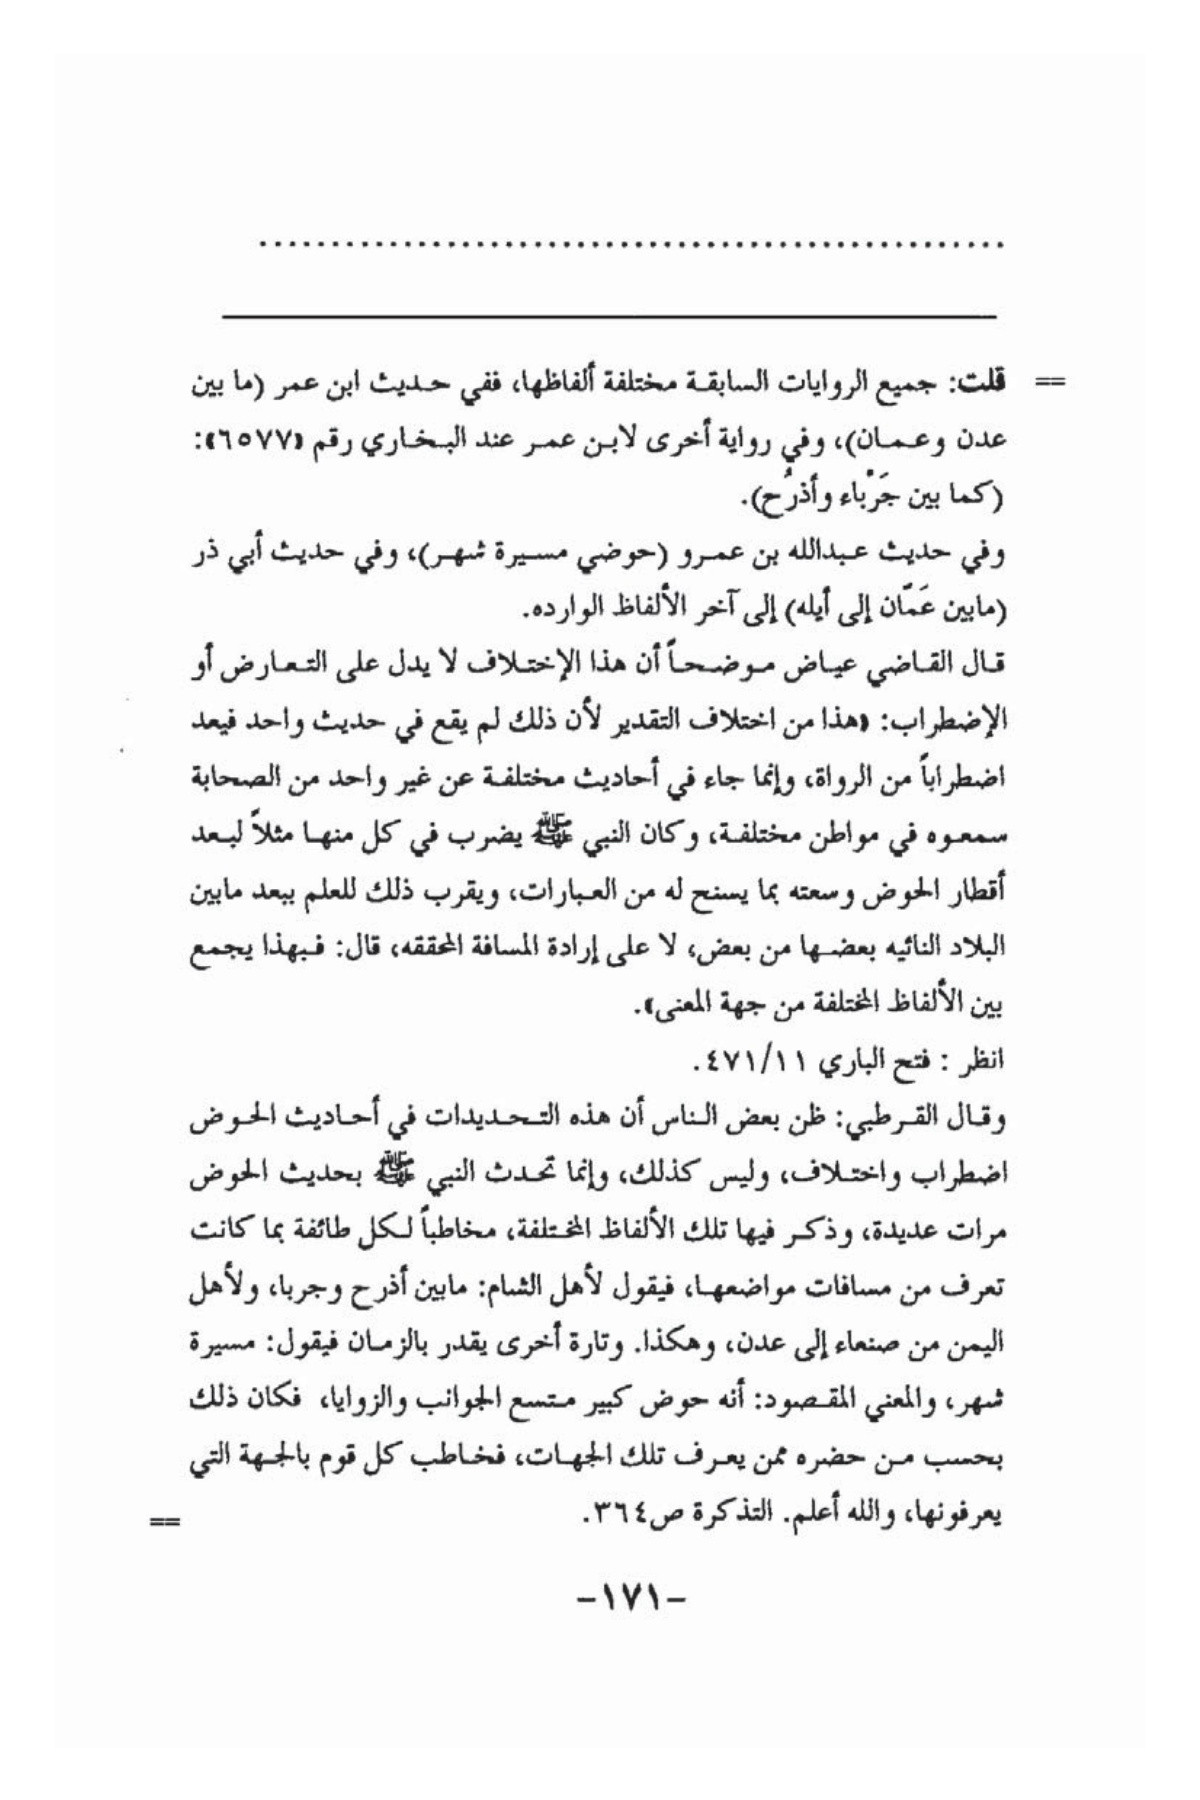 ..................................................
== قلت: جميع الروايات السابقة مختلفة ألفاظها، ففي حديث ابن عمر (ما بين
عدن وعمان)، وفي رواية أخرى لابن عمر عند البخاري رقم «٦٥٧٧»:
(كما بين جَرْباء وأذرُح).
وفي حديث عبدالله بن عمرو (حوضي مسيرة شهر)، وفي حديث أبي ذر
(مابين عَمّان إلى أيله) إلى آخر الألفاظ الوارده.
قال القاضي عياض موضحاً أن هذا الإختلاف لا يدل على التعارض أو
الإضطراب: «هذا من اختلاف التقدير لأن ذلك لم يقع في حديث واحد فيعد
اضطراباً من الرواة، وإنما جاء في أحاديث مختلفة عن غير واحد من الصحابة
سمعوه في مواطن مختلفة، وكان النبي ﷺ يضرب في كل منها مثلاً لبعد
أقطار الحوض وسعته بما يسنح له من العبارات، ويقرب ذلك للعلم ببعد مابين
البلاد النائيه بعضها من بعض، لا على إرادة المسافة المحققه، قال: فبهذا يجمع
بين الألفاظ المختلفة من جهة المعنى».
انظر : فتح الباري ٤٧١/١١.
وقال القرطبي: ظن بعض الناس أن هذه التحديدات في أحاديث الحوض
اضطراب واختلاف، وليس كذلك، وإنما تحدث النبي ﷺ بحديث الحوض
مرات عديدة، وذكر فيها تلك الألفاظ المختلفة، مخاطباً لكل طائفة بما كانت
تعرف من مسافات مواضعها، فيقول لأهل الشام: مابين أذرح وجربا، ولأهل
اليمن من صنعاء إلى عدن، وهكذا. وتارة أخرى يقدر بالزمان فيقول: مسيرة
شهر، والمعني المقصود: أنه حوض كبير متسع الجوانب والزوايا، فكان ذلك
بحسب من حضره ممن يعرف تلك الجهات، فخاطب كل قوم بالجهة التي
يعرفونها، والله أعلم. التذكرة ص٣٦٤. ==
-١٧١-